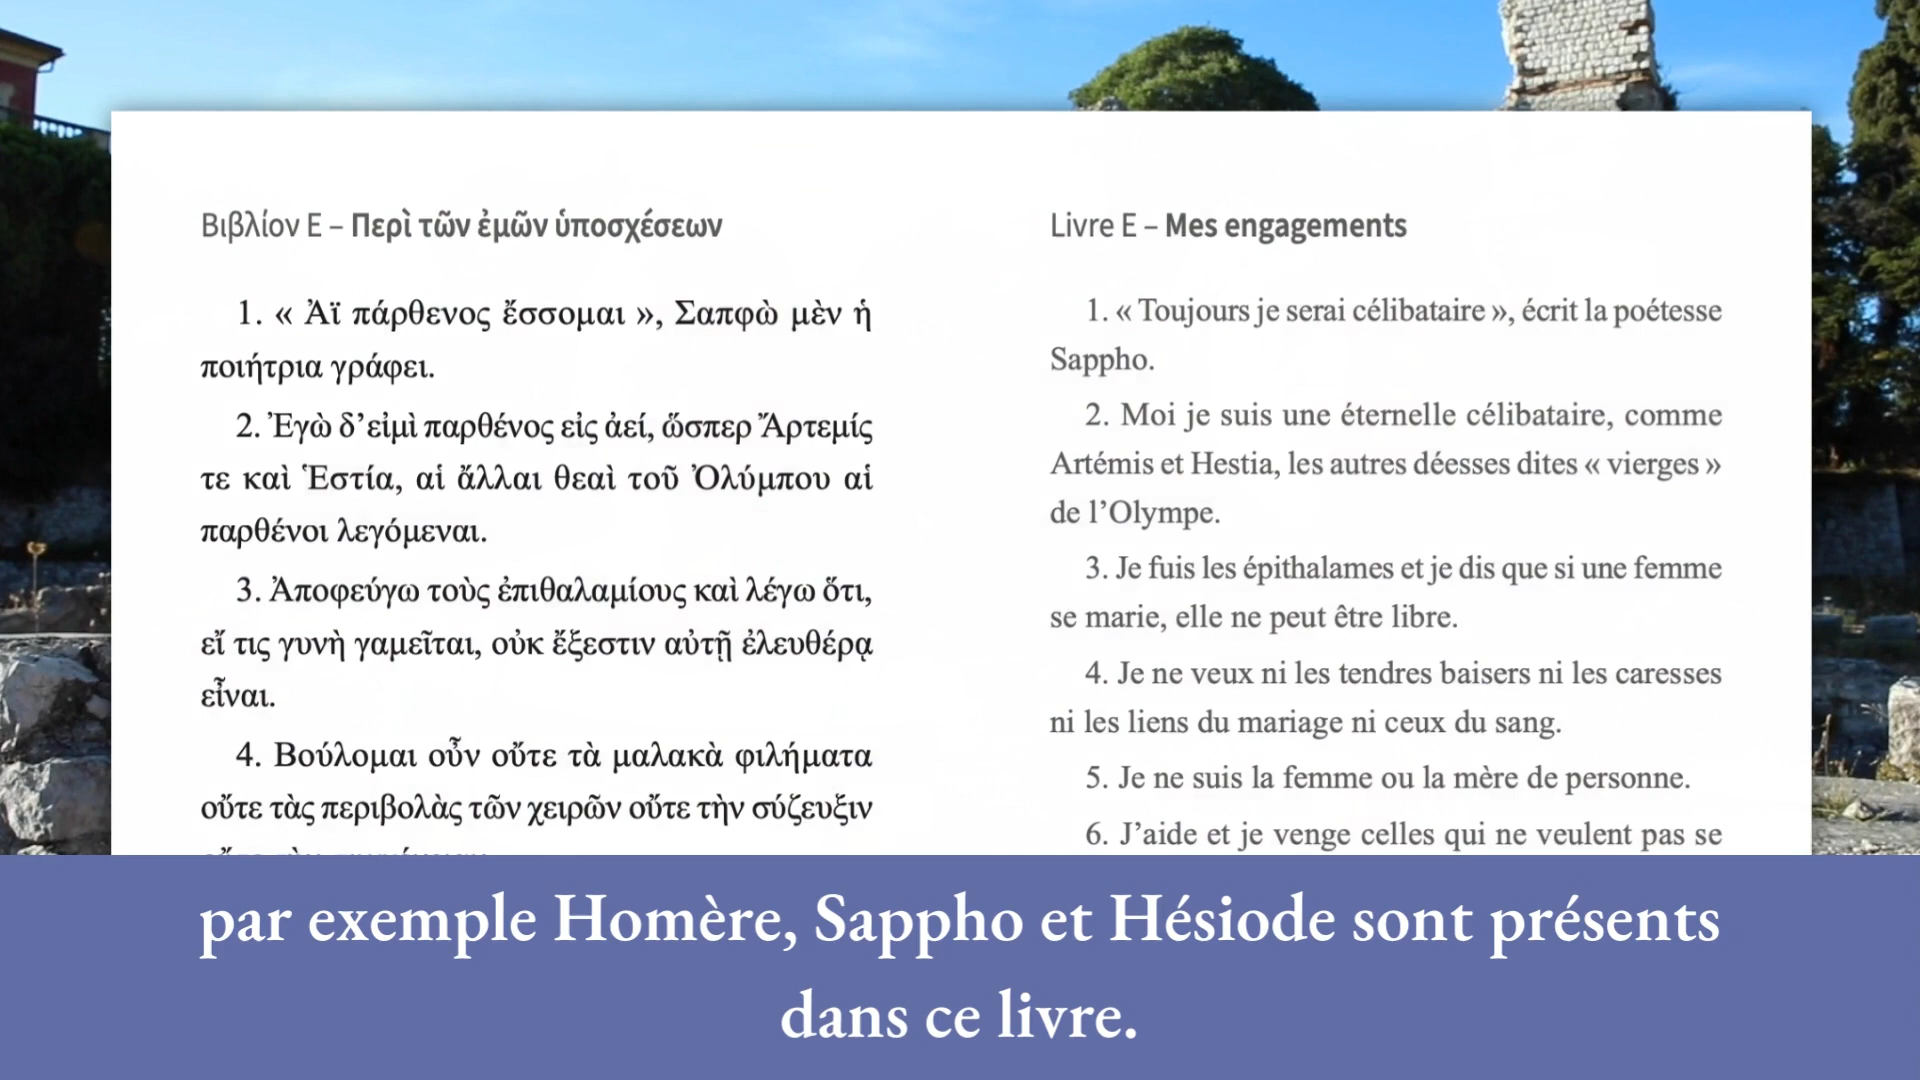 Βιβλίον Ε – Περὶ τῶν ἐμῶν ὑποσχέσεων
1. « Ἀϊ πάρθενος ἔσσομαι », Σαπφὼ μὲν ἡ
ποιήτρια γράφει.
2. Ἐγὼ δ’εἰμὶ παρθένος εἰς ἀεί, ὥσπερ Ἄρτεμίς
τε καὶ Ἑστία, αἱ ἄλλαι θεαὶ τοῦ Ὀλύμπου αἱ
παρθένοι λεγόμεναι.
3. Ἀποφεύγω τοὺς ἐπιθαλαμίους καὶ λέγω ὅτι,
εἴ τις γυνὴ γαμεῖται, οὐκ ἔξεστιν αὐτῇ ἐλευθέρᾳ
εἶναι.
4. Βούλομαι οὖν οὔτε τὰ μαλακὰ φιλήματα
οὔτε τὰς περιβολὰς τῶν χειρῶν οὔτε τὴν σύζευξιν
Livre E – Mes engagements
1. « Toujours je serai célibataire », écrit la poétesse
Sappho.
2. Moi je suis une éternelle célibataire, comme
Artémis et Hestia, les autres déesses dites « vierges »
de l’Olympe.
3. Je fuis les épithalames et je dis que si une femme
se marie, elle ne peut être libre.
4. Je ne veux ni les tendres baisers ni les caresses
ni les liens du mariage ni ceux du sang.
5. Je ne suis la femme ou la mère de personne.
6. J’aide et je venge celles qui ne veulent pas se
par exemple Homère, Sappho et Hésiode sont présents
dans ce livre.